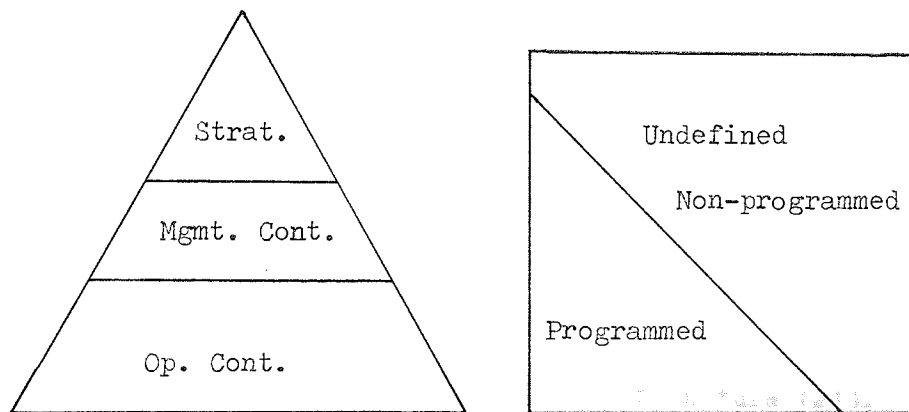 Strat.
Mgmt. Cont.
Op. Cont.
Undefined
Non-programmed
Programmed